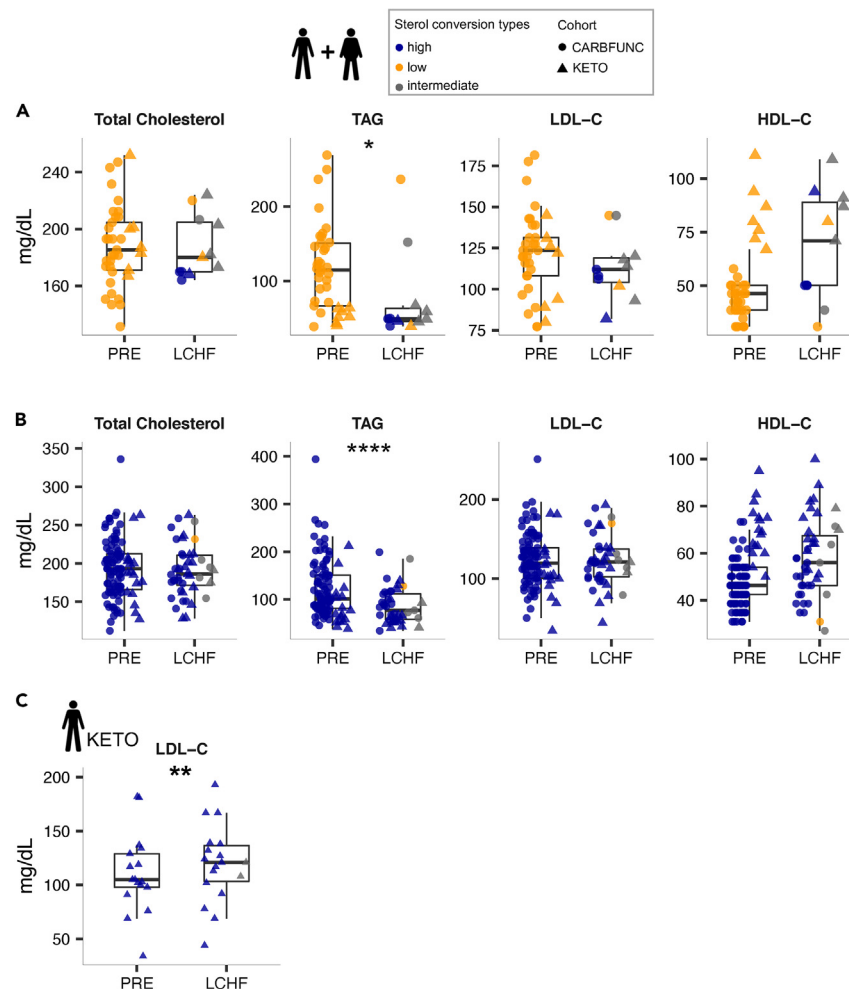 Sterol conversion types Cohort
high CARBFUNC
low KETO
intermediate
+
A
Total Cholesterol TAG LDL–C HDL–C
*
mg/dL
240
200
160
200
100
175
150
125
100
75
100
75
50
PRE LCHF PRE LCHF PRE LCHF PRE LCHF
B
Total Cholesterol TAG LDL–C HDL–C
****
mg/dL
350
300
250
200
150
400
300
200
100
200
100
100
80
60
40
PRE LCHF PRE LCHF PRE LCHF PRE LCHF
C
KETO
LDL–C
**
mg/dL
200
150
100
50
PRE LCHF